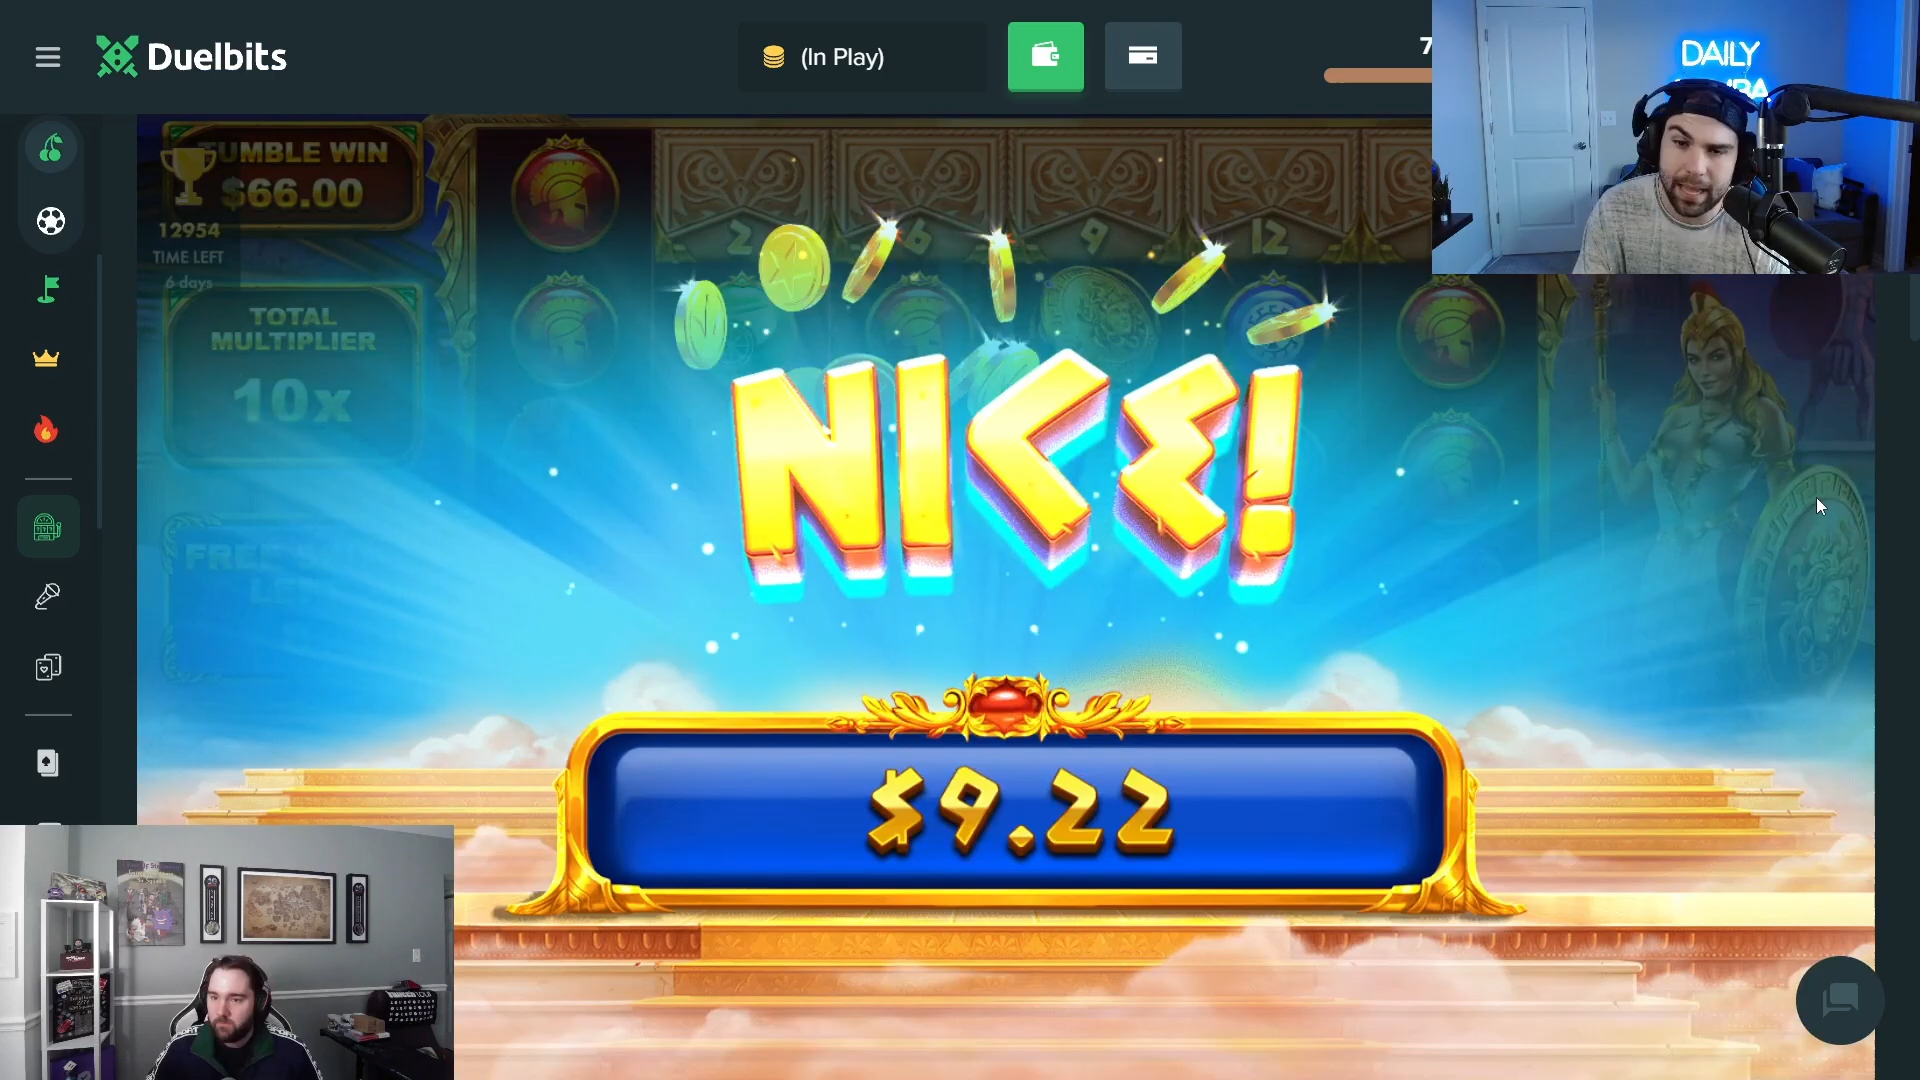 Duelbits
(In Play)
7
DAILY
TUMBLE WIN
$66.00
12954
TIME LEFT
6 days
2
6
9
12
TOTAL
MULTIPLIER
10x
NICE!
$9.22